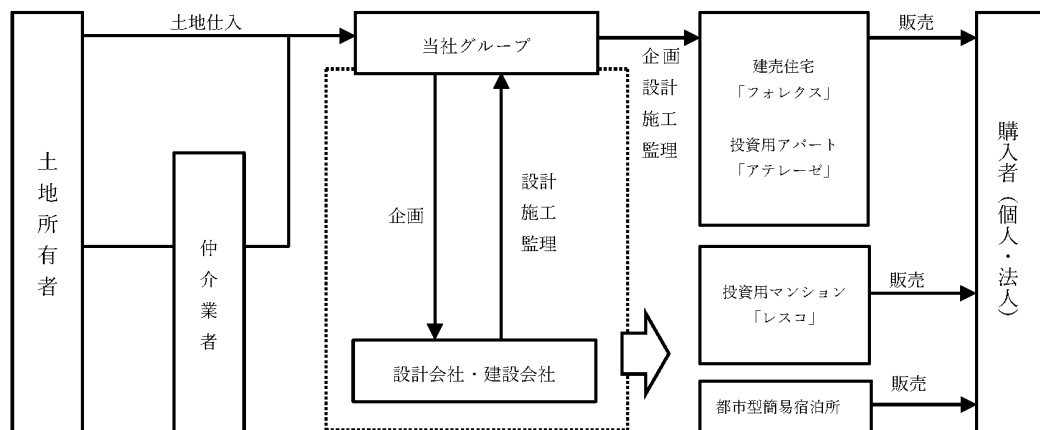 土地所有者
土地仕入
仲介業者
当社グループ
企画
設計
施工
監理
設計会社・建設会社
企画
設計
施工
監理
建売住宅
「フォレクス」
投資用アパート
「アテレーゼ」
投資用マンション
「レスコ」
都市型簡易宿泊所
販売
販売
販売
購入者(個人・法人)